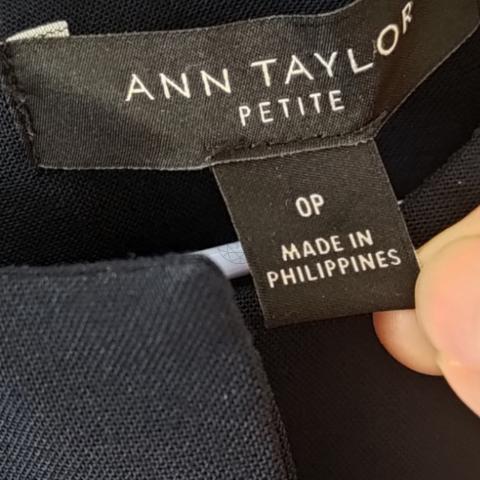 ANN TAYLOR
PETITE
0P
MADE IN
PHILIPPINES